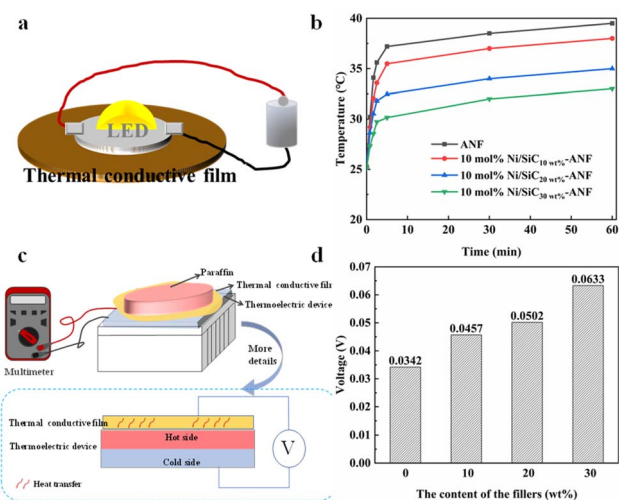 a
LED
Thermal conductive film
b
Temperature (°C)
40
35
30
25
20
ANF
10 mol% Ni/SiC10 wt%-ANF
10 mol% Ni/SiC20 wt%-ANF
10 mol% Ni/SiC30 wt%-ANF
0 10 20 30 40 50 60
Time (min)
c
Paraffin
Thermal conductive film
Thermoelectric device
Multimeter
More
details
Thermal conductive film
Hot side
Thermoelectric device
Cold side
V
Heat transfer
d
Voltage (V)
0.07
0.06
0.05
0.04
0.03
0.02
0.01
0.00
0.0342
0.0457
0.0502
0.0633
0 10 20 30
The content of the fillers (wt%)